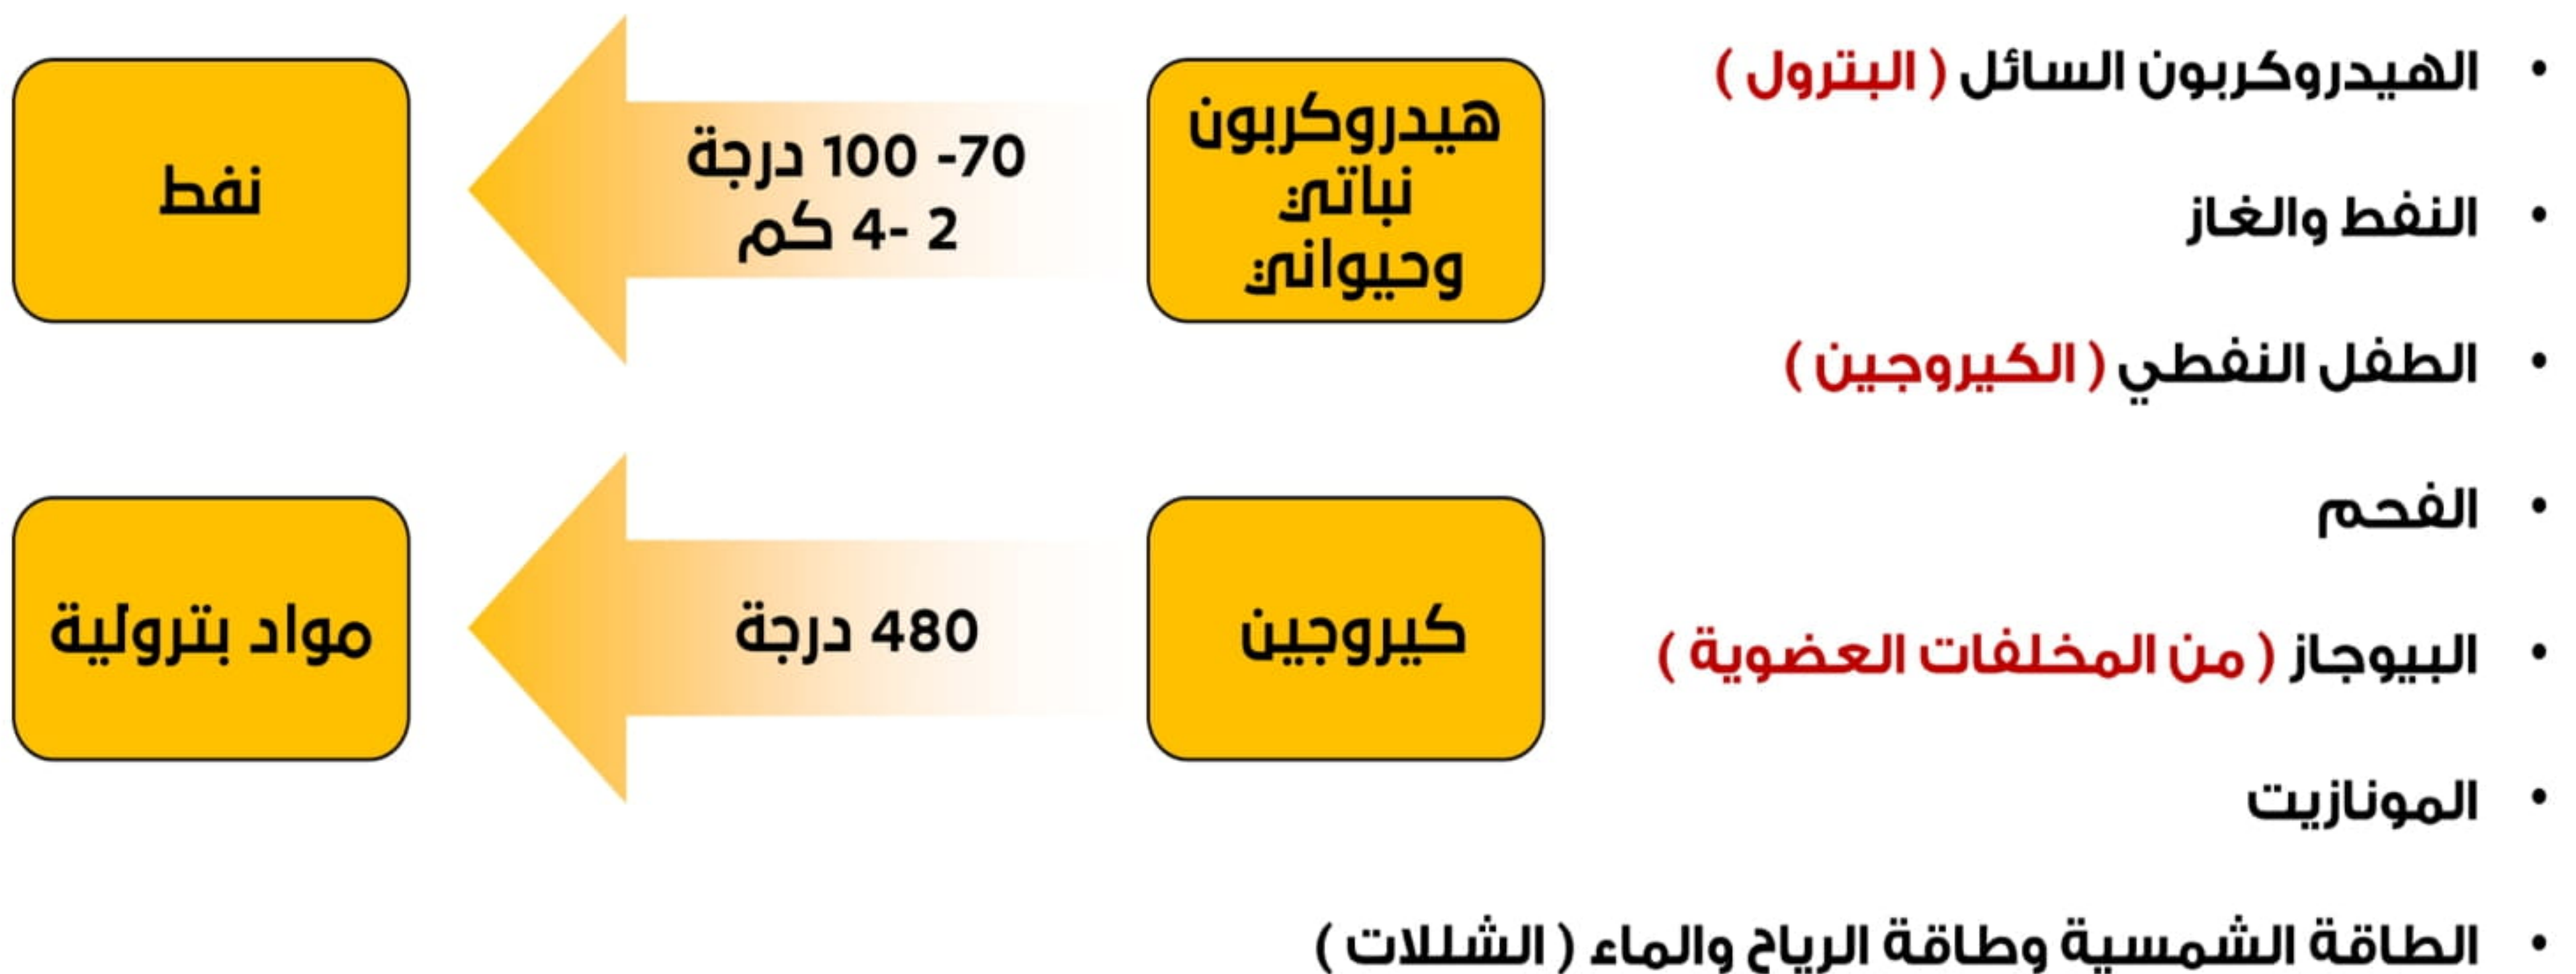 • الهيدروكربون السائل ( البترول )
• النفط والغاز
• الطفل النفطي ( الكيروجين )
• الفحم
• البيوجاز ( من المخلفات العضوية )
• المونازيت
• الطاقة الشمسية وطاقة الرياح والماء ( الشللات )
هيدروكربون
نباتي
وحيواني
70- 100 درجة
2 -4 كم
نفط
كيروجين
480 درجة
مواد بترولية